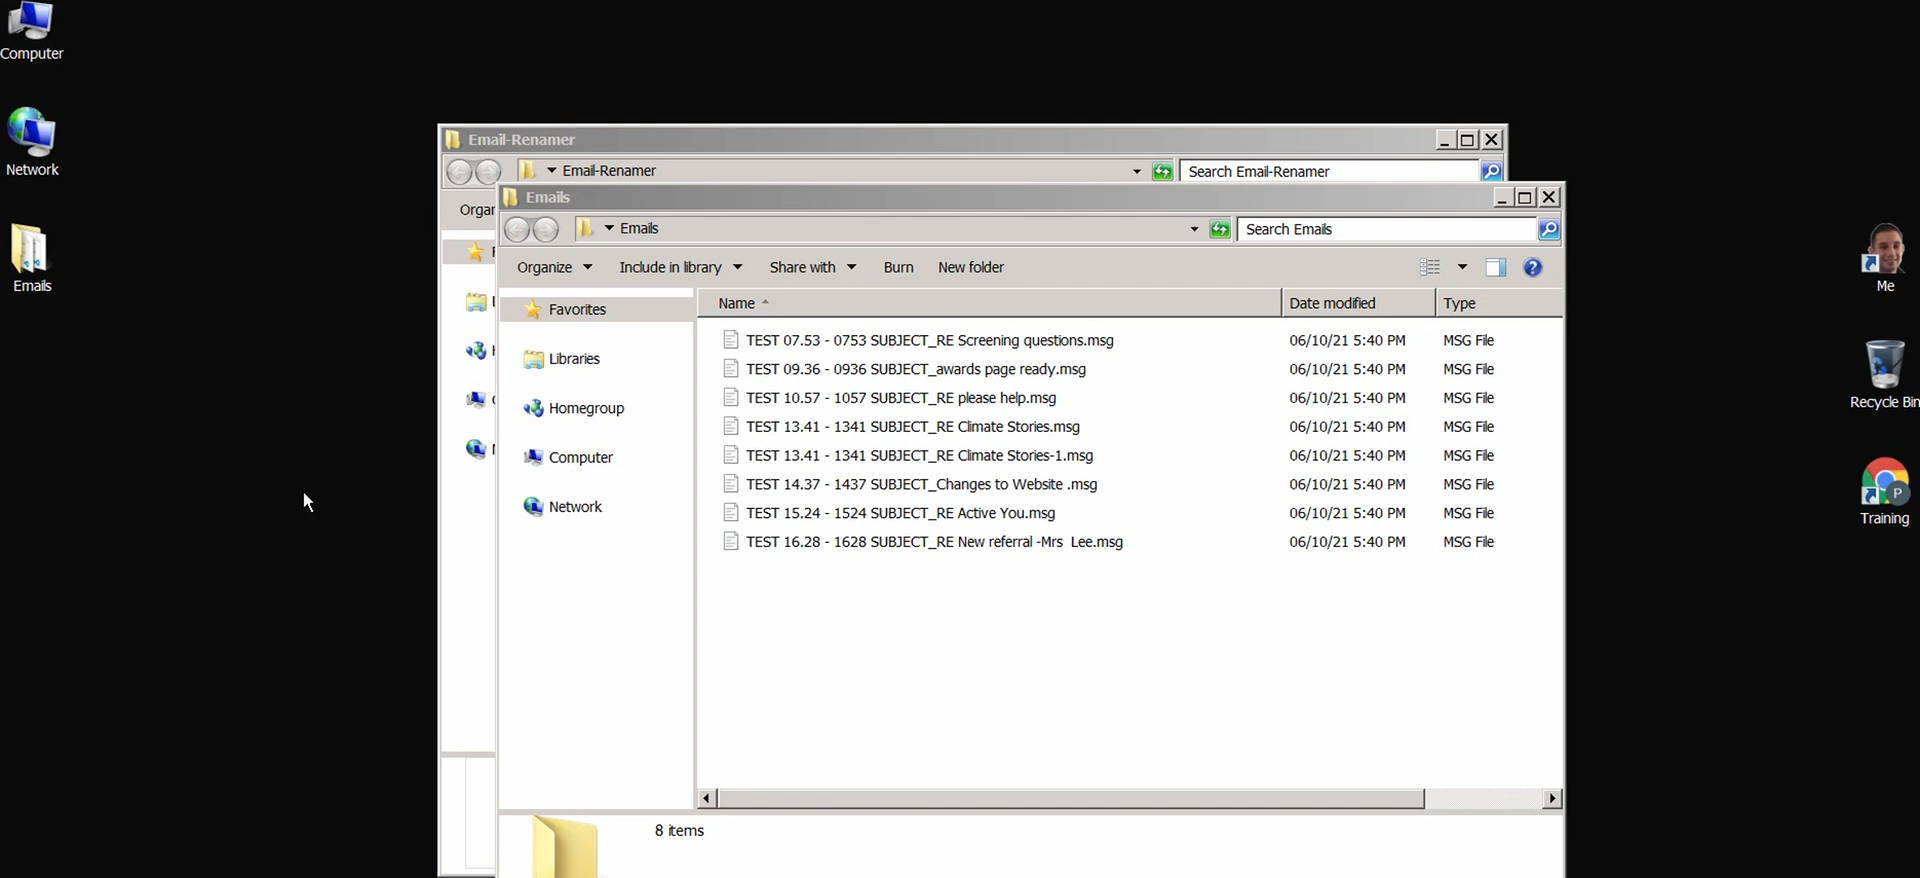 Computer
Network
Emails
Email-Renamer
Email-Renamer
Search Email-Renamer
Emails
Emails
Search Emails
Organize
Include in library
Share with
Burn
New folder
Favorites
Libraries
Homegroup
Computer
Network
Name
Date modified
Type
TEST 07.53 - 0753 SUBJECT_RE Screening questions.msg 06/10/21 5:40 PM MSG File
TEST 09.36 - 0936 SUBJECT_awards page ready.msg 06/10/21 5:40 PM MSG File
TEST 10.57 - 1057 SUBJECT_RE please help.msg 06/10/21 5:40 PM MSG File
TEST 13.41 - 1341 SUBJECT_RE Climate Stories.msg 06/10/21 5:40 PM MSG File
TEST 13.41 - 1341 SUBJECT_RE Climate Stories-1.msg 06/10/21 5:40 PM MSG File
TEST 14.37 - 1437 SUBJECT_Changes to Website .msg 06/10/21 5:40 PM MSG File
TEST 15.24 - 1524 SUBJECT_RE Active You.msg 06/10/21 5:40 PM MSG File
TEST 16.28 - 1628 SUBJECT_RE New referral -Mrs  Lee.msg 06/10/21 5:40 PM MSG File
8 items
Me
Recycle Bin
P
Training